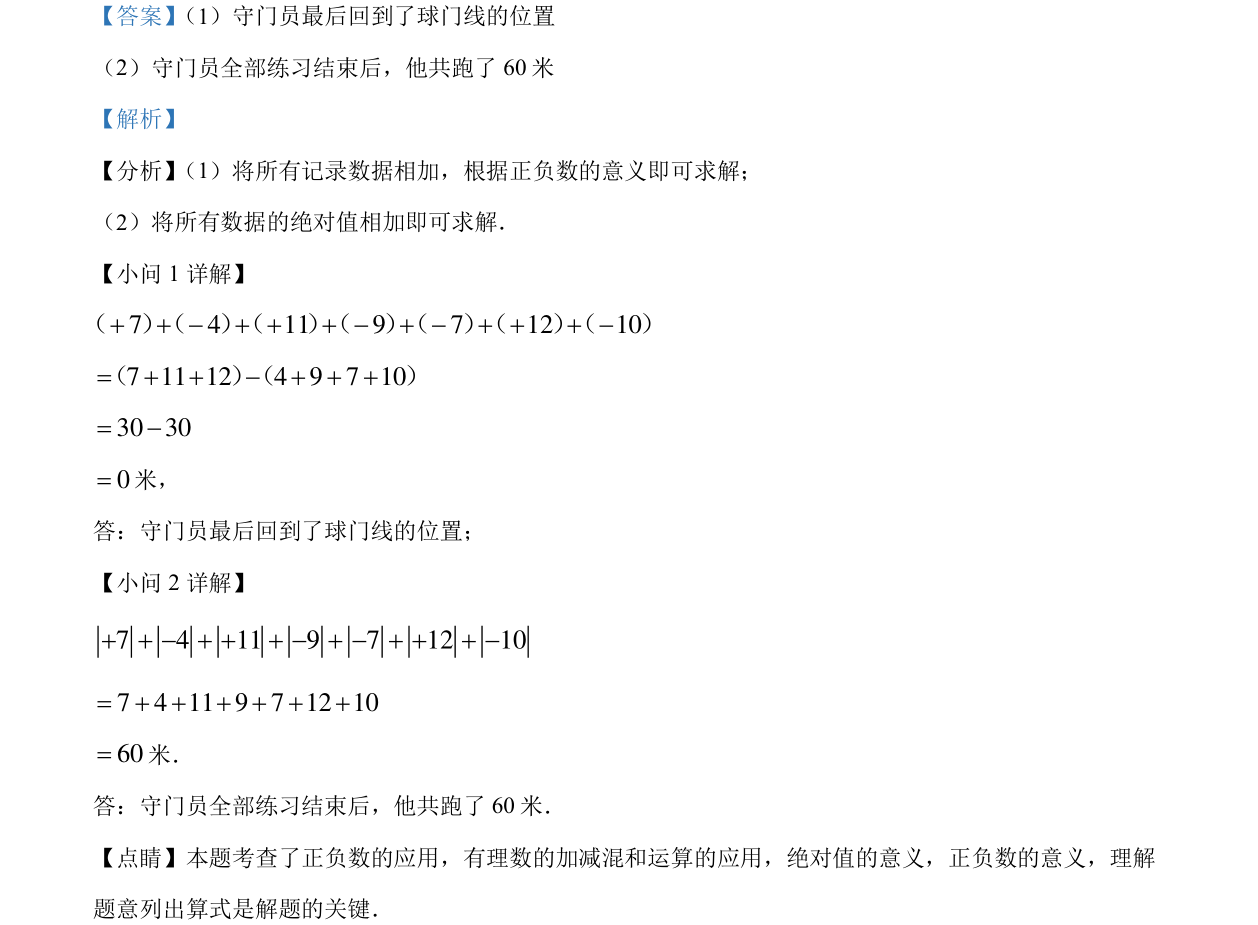 【答案】（1）守门员最后回到了球门线的位置
（2）守门员全部练习结束后，他共跑了 60 米
【解析】
【分析】（1）将所有记录数据相加，根据正负数的意义即可求解；
（2）将所有数据的绝对值相加即可求解．
【小问 1 详解】
（+7）+（−4）+（+11）+（−9）+（−7）+（+12）+（−10）
=（7+11+12）−（4+9+7+10）
=30−30
=0 米，
答：守门员最后回到了球门线的位置；
【小问 2 详解】
|+7|+|−4|+|+11|+|−9|+|−7|+|+12|+|−10|
=7+4+11+9+7+12+10
=60 米．
答：守门员全部练习结束后，他共跑了 60 米．
【点睛】本题考查了正负数的应用，有理数的加减混和运算的应用，绝对值的意义，正负数的意义，理解
题意列出算式是解题的关键．